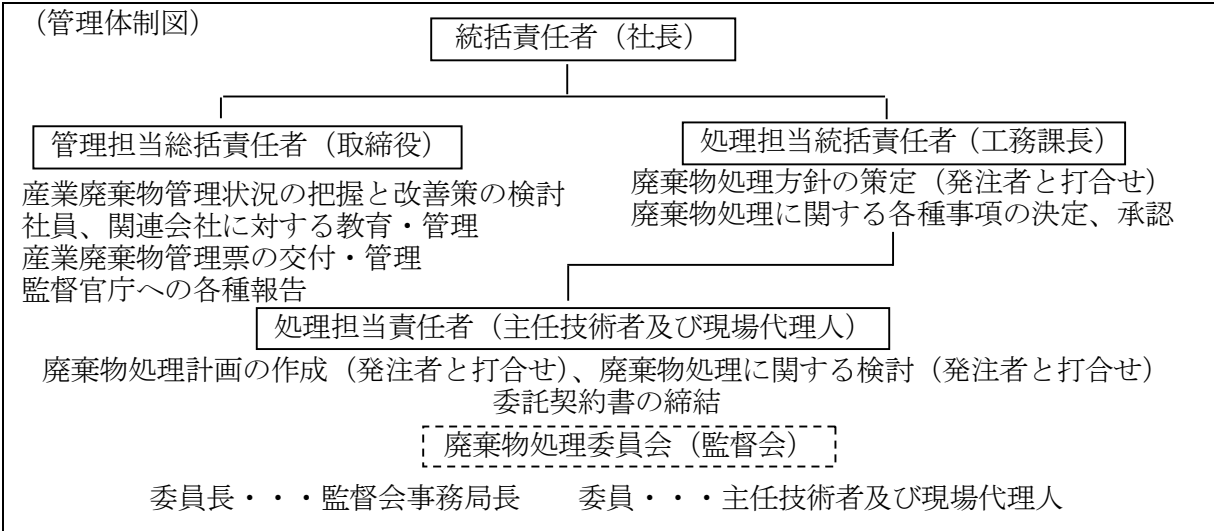 （管理体制図）
統括責任者（社長）
管理担当総括責任者（取締役）
産業廃棄物管理状況の把握と改善策の検討
社員、関連会社に対する教育・管理
産業廃棄物管理票の交付・管理
監督官庁への各種報告
処理担当統括責任者（工務課長）
廃棄物処理方針の策定（発注者と打合せ）
廃棄物処理に関する各種事項の決定、承認
処理担当責任者（主任技術者及び現場代理人）
廃棄物処理計画の作成（発注者と打合せ）、廃棄物処理に関する検討（発注者と打合せ）
委託契約書の締結
廃棄物処理委員会（監督会）
委員長・・・監督会事務局長　　委員・・・主任技術者及び現場代理人